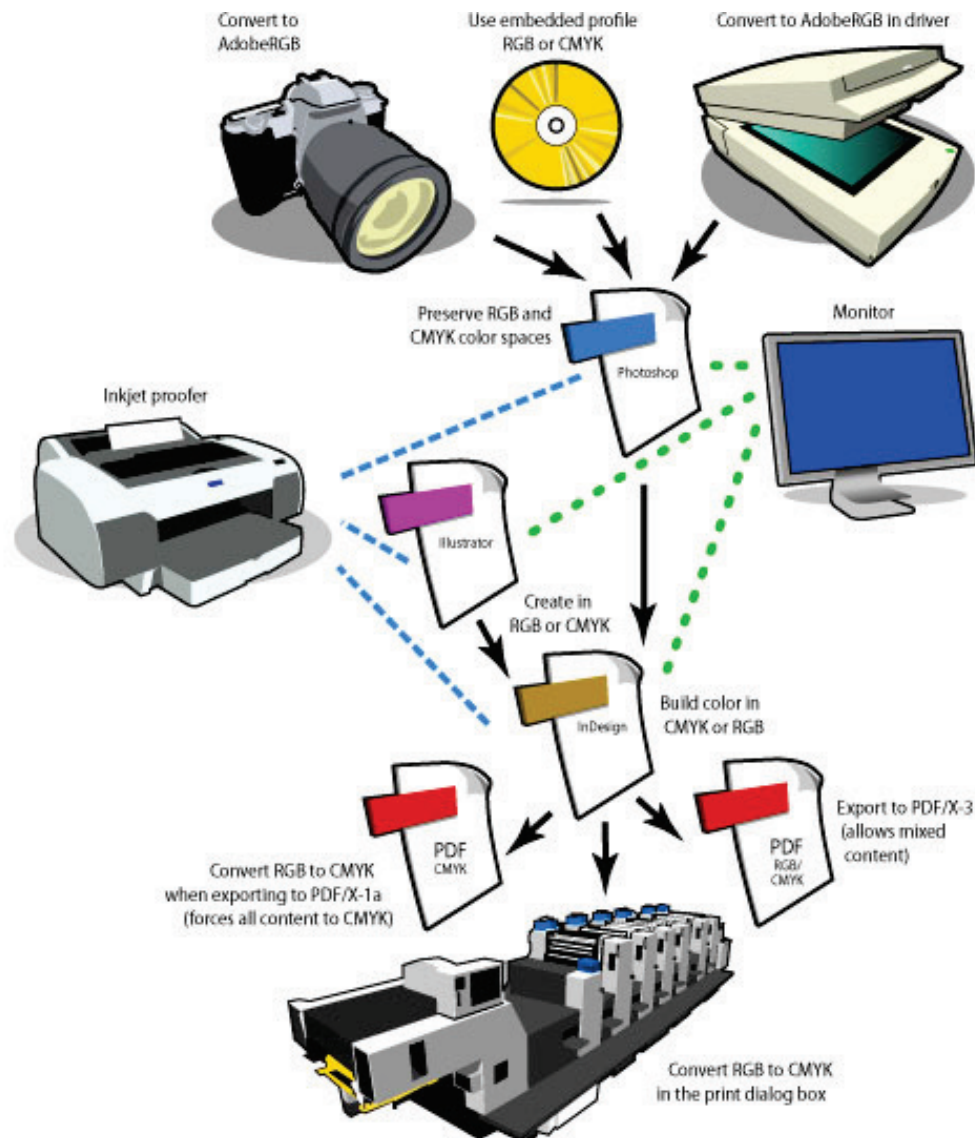 Convert to
AdobeRGB
Use embedded profile
RGB or CMYK
Convert to AdobeRGB in driver
Preserve RGB and
CMYK color spaces
Photoshop
Monitor
Inkjet proofer
Illustrator
Create in
RGB or CMYK
InDesign
Build color in
CMYK or RGB
PDF
CMYK
Convert RGB to CMYK
when exporting to PDF/X-1a
(forces all content to CMYK)
PDF
RGB/
CMYK
Export to PDF/X-3
(allows mixed
content)
Convert RGB to CMYK
in the print dialog box